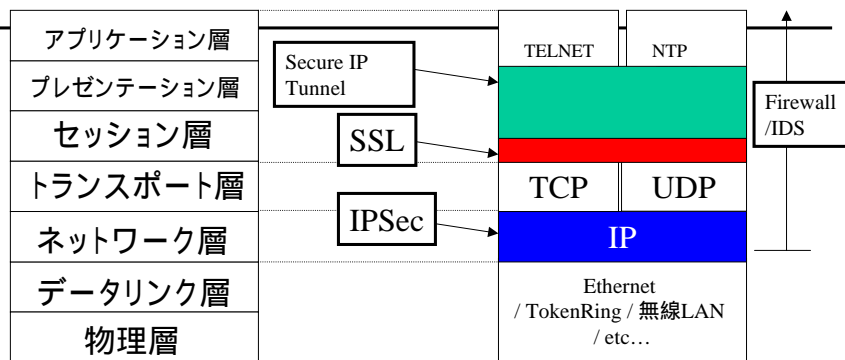 アプリケーション層
プレゼンテーション層
セッション層
トランスポート層
ネットワーク層
データリンク層
物理層
Secure IP
Tunnel
SSL
IPSec
TELNET
NTP
TCP
UDP
IP
Ethernet
/ TokenRing / 無線LAN
/ etc…
Firewall
/IDS